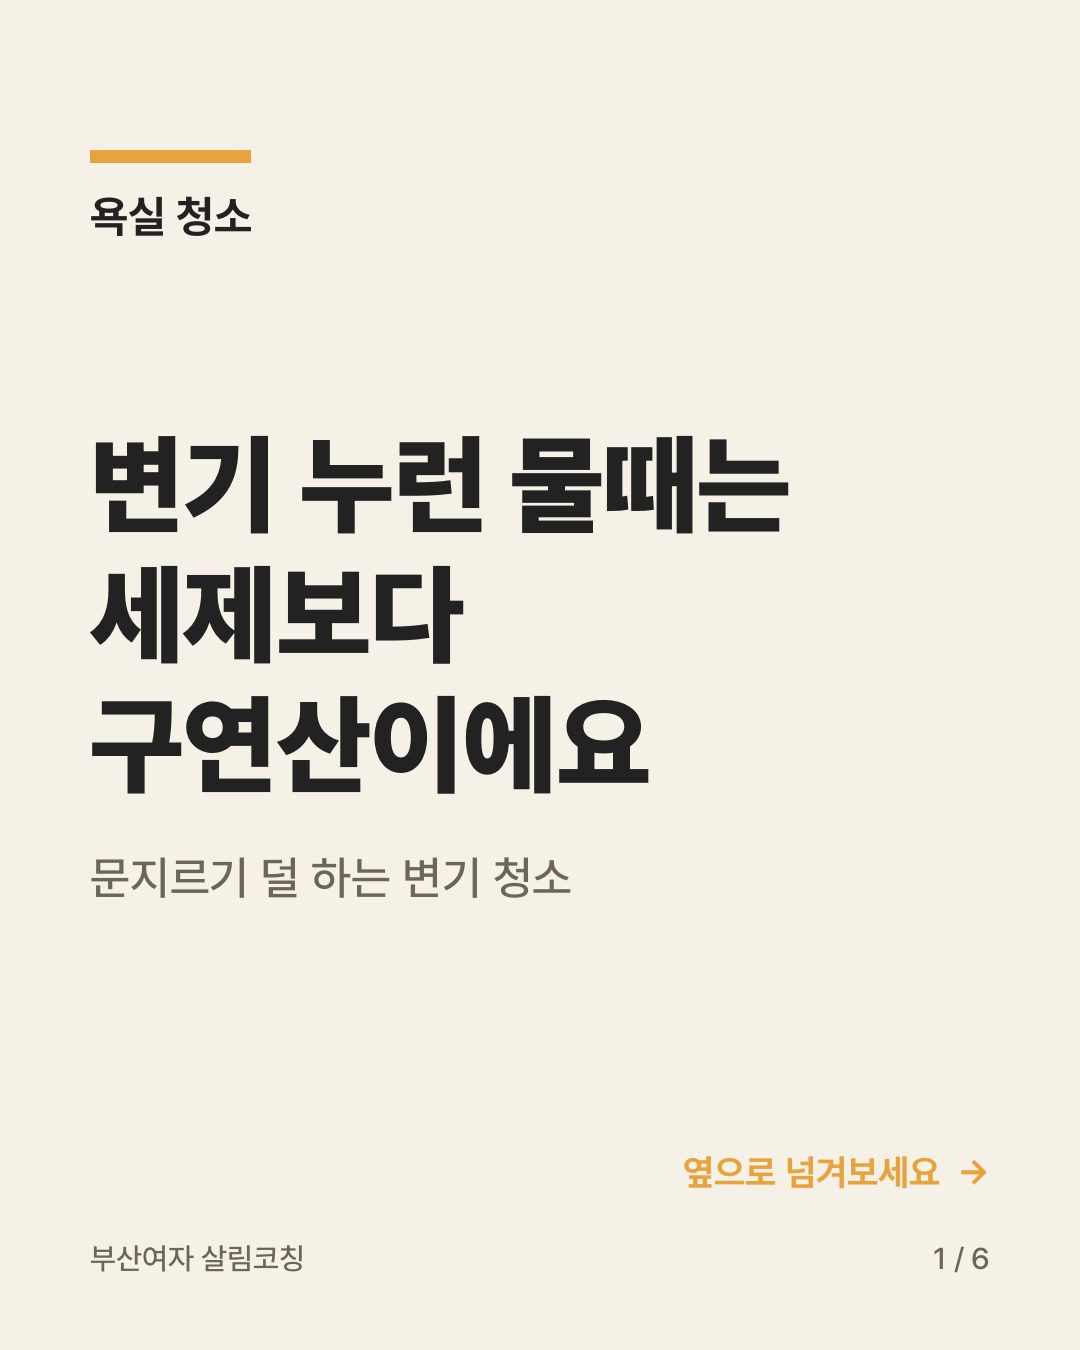 욕실 청소
변기 누런 물때는
세제보다
구연산이에요
문지르기 덜 하는 변기 청소
옆으로 넘겨보세요 →
부산여자 살림코칭
1 / 6